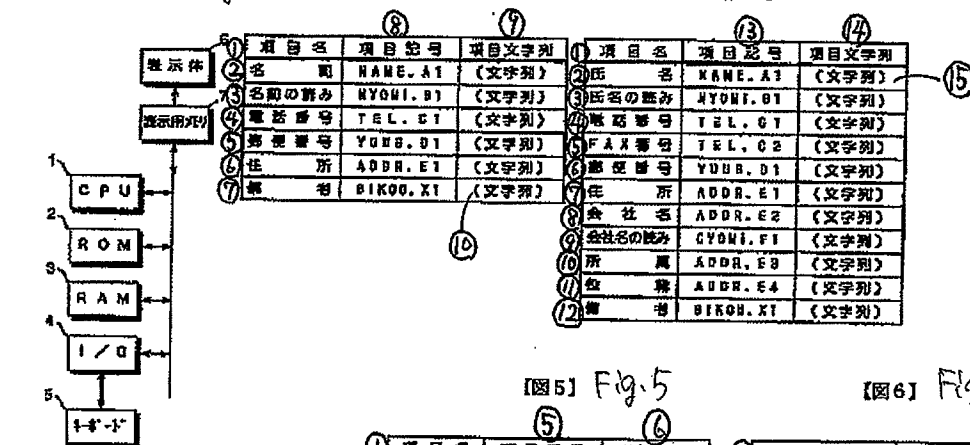 ⑧ ⑨
⑬ ⑭
① 項目名 項目記号 項目文字列
② 名前 NAME.A1 (文字列)
③ 名前の読み NYOMI.B1 (文字列)
④ 電話番号 TEL.C1 (文字列)
⑤ 郵便番号 YUUB.D1 (文字列)
⑥ 住所 ADDR.E1 (文字列)
⑦ 備考 BIKOU.X1 (文字列)
⑩
① 項目名 項目記号 項目文字列
② 氏名 NAME.A1 (文字列)
⑮
③ 氏名の読み NYOMI.B1 (文字列)
④ 電話番号 TEL.C1 (文字列)
⑤ FAX番号 TEL.C2 (文字列)
⑥ 郵便番号 YUUB.D1 (文字列)
⑦ 住所 ADDR.E1 (文字列)
⑧ 会社名 ADDR.E2 (文字列)
⑨ 会社名の読み CYOMI.F1 (文字列)
⑩ 所属 ADDR.E3 (文字列)
⑪ 役職 ADDR.E4 (文字列)
⑫ 備考 BIKOU.X1 (文字列)
6
表示体
7
表示用メモリ
1
CPU
2
ROM
3
RAM
4
I/O
5
キーボード
【図5】 Fig.5
【図6】
⑤ ⑥